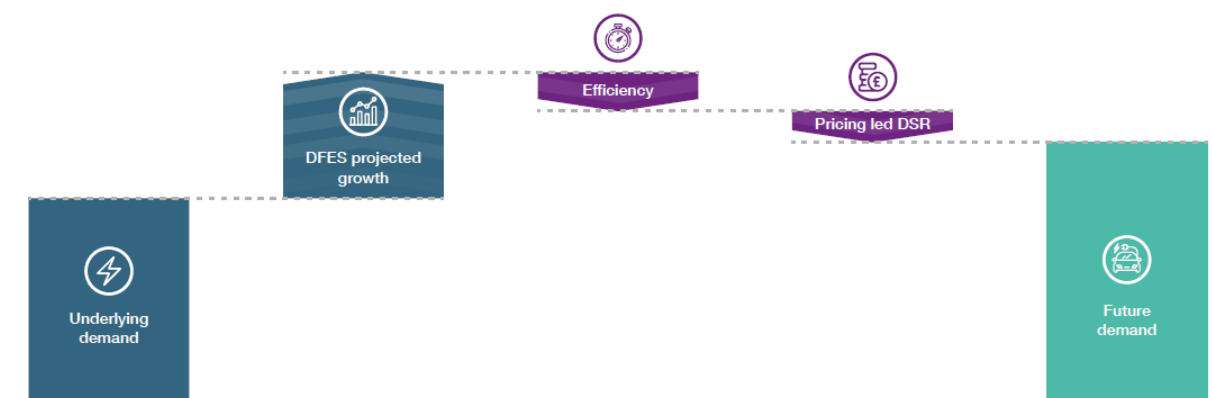 Underlying
demand
DFES projected
growth
Efficiency
£
Pricing led DSR
Future
demand